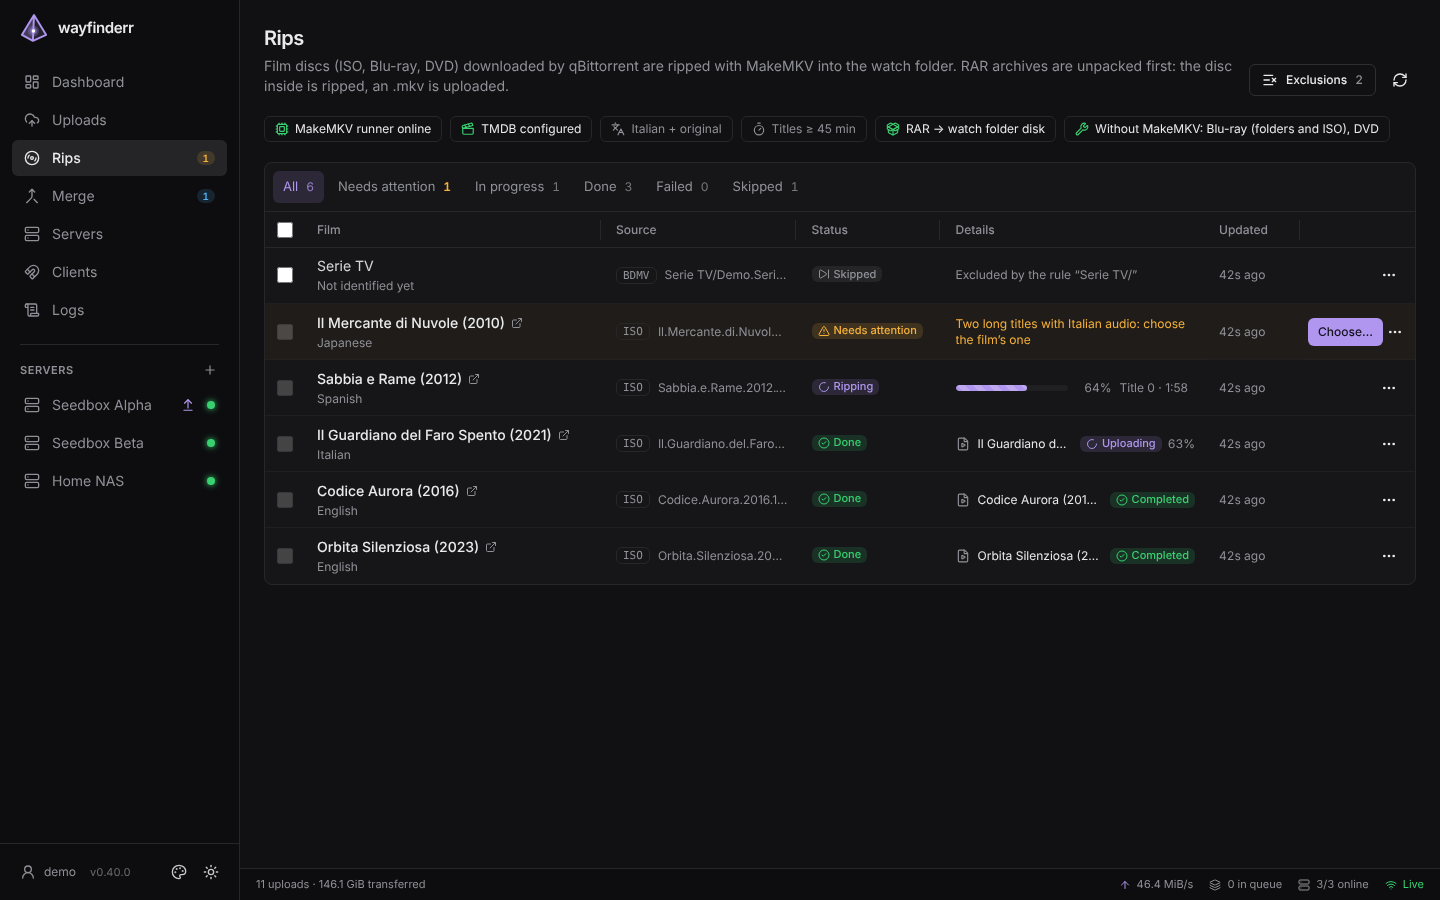 wayfinderr
Dashboard
Uploads
Rips 1
Merge 1
Servers
Clients
Logs
SERVERS
Seedbox Alpha
Seedbox Beta
Home NAS
demo v0.40.0
Rips
Film discs (ISO, Blu-ray, DVD) downloaded by qBittorrent are ripped with MakeMKV into the watch folder. RAR archives are unpacked first: the disc
inside is ripped, an .mkv is uploaded.
Exclusions 2
MakeMKV runner online TMDB configured Italian + original Titles ≥ 45 min RAR → watch folder disk Without MakeMKV: Blu-ray (folders and ISO), DVD
All 6 Needs attention 1 In progress 1 Done 3 Failed 0 Skipped 1
Film Source Status Details Updated
Serie TV
Not identified yet
BDMV Serie TV/Demo.Seri... Skipped Excluded by the rule “Serie TV/” 42s ago
Il Mercante di Nuvole (2010)
Japanese
ISO Il.Mercante.di.Nuvol... Needs attention
Two long titles with Italian audio: choose
the film’s one
42s ago Choose...
Sabbia e Rame (2012)
Spanish
ISO Sabbia.e.Rame.2012.... Ripping 64% Title 0 · 1:58 42s ago
Il Guardiano del Faro Spento (2021)
Italian
ISO Il.Guardiano.del.Faro... Done Il Guardiano d... Uploading 63% 42s ago
Codice Aurora (2016)
English
ISO Codice.Aurora.2016.1... Done Codice Aurora (201... Completed 42s ago
Orbita Silenziosa (2023)
English
ISO Orbita.Silenziosa.20... Done Orbita Silenziosa (2... Completed 42s ago
11 uploads · 146.1 GiB transferred
46.4 MiB/s 0 in queue 3/3 online Live